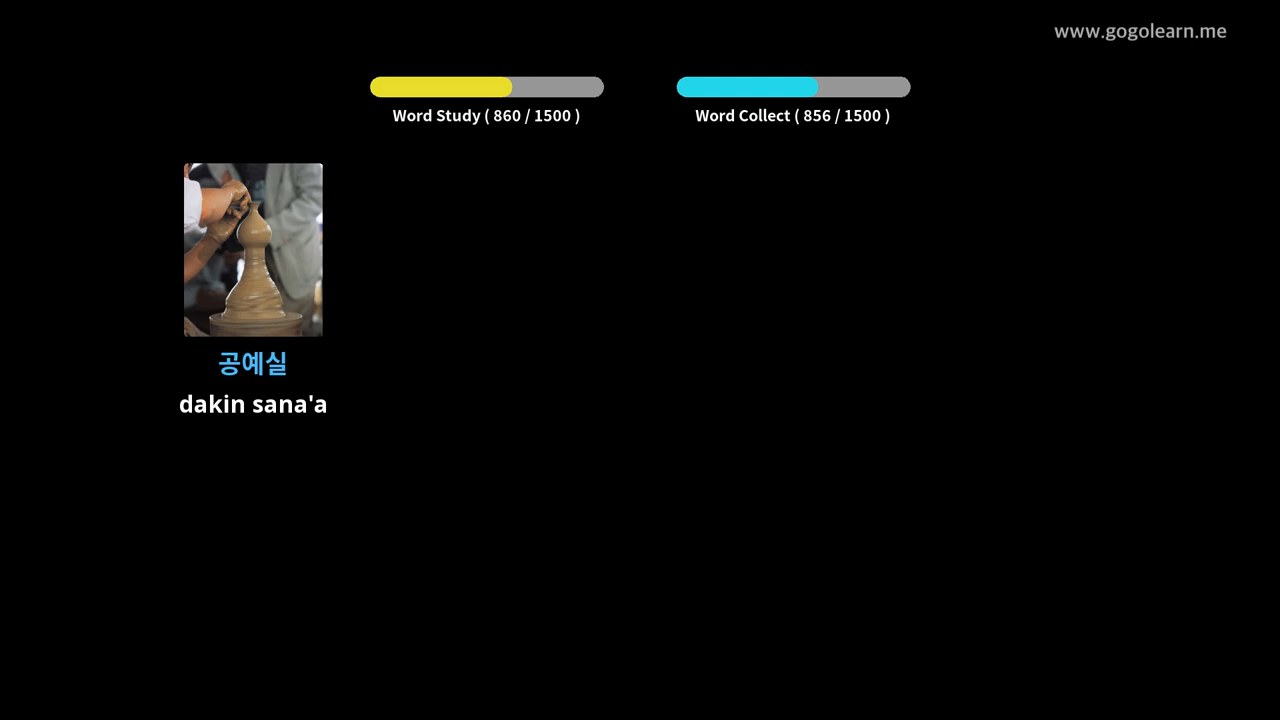 www.gogolearn.me
Word Study ( 860 / 1500 )
Word Collect ( 856 / 1500 )
공예실
dakin sana'a